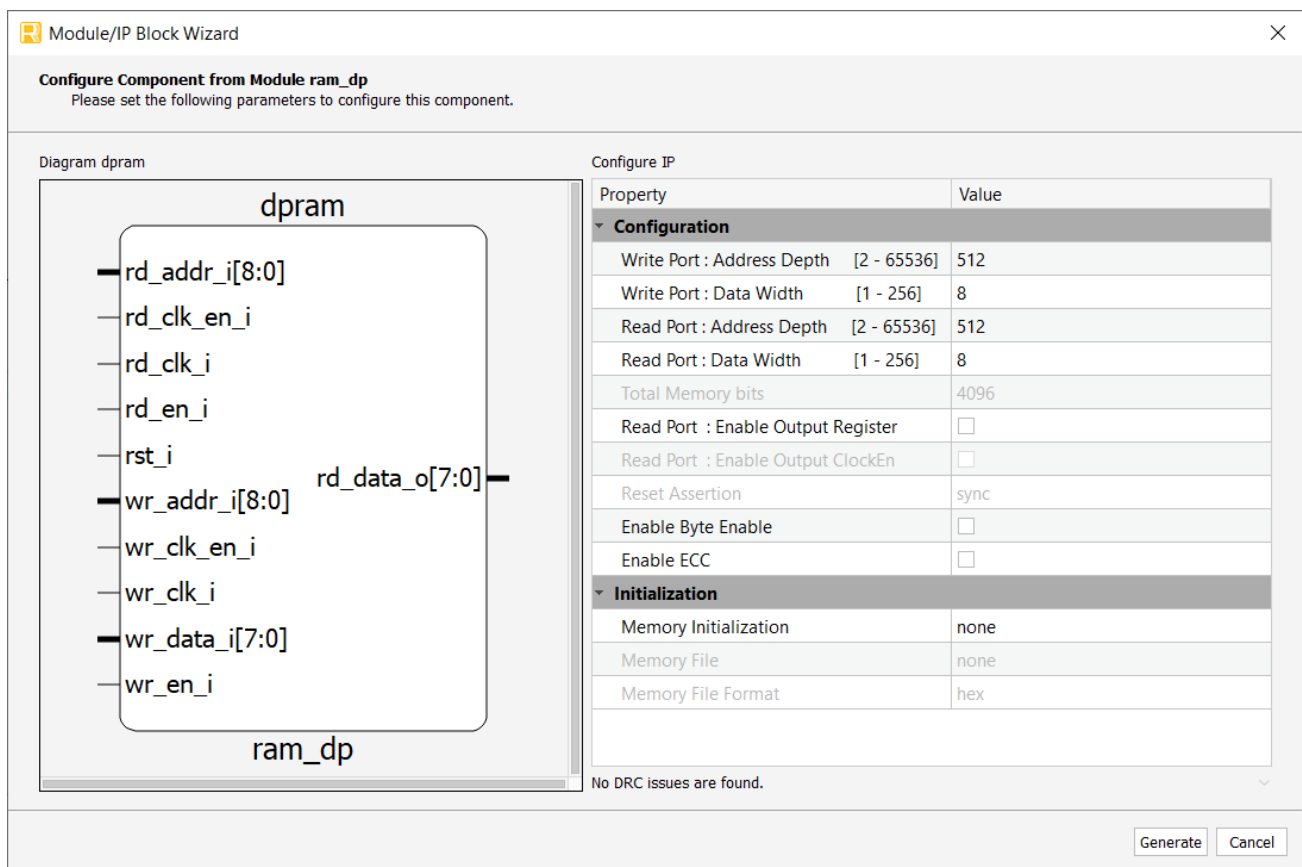 Module/IP Block Wizard
Configure Component from Module ram_dp
Please set the following parameters to configure this component.
Diagram dpram
dpram
rd_addr_i[8:0]
rd_clk_en_i
rd_clk_i
rd_en_i
rst_i
rd_data_o[7:0]
wr_addr_i[8:0]
wr_clk_en_i
wr_clk_i
wr_data_i[7:0]
wr_en_i
ram_dp
Configure IP
Property Value
Configuration
Write Port : Address Depth [2 - 65536] 512
Write Port : Data Width [1 - 256] 8
Read Port : Address Depth [2 - 65536] 512
Read Port : Data Width [1 - 256] 8
Total Memory bits 4096
Read Port : Enable Output Register
Read Port : Enable Output ClockEn
Reset Assertion sync
Enable Byte Enable
Enable ECC
Initialization
Memory Initialization none
Memory File none
Memory File Format hex
No DRC issues are found.
Generate Cancel